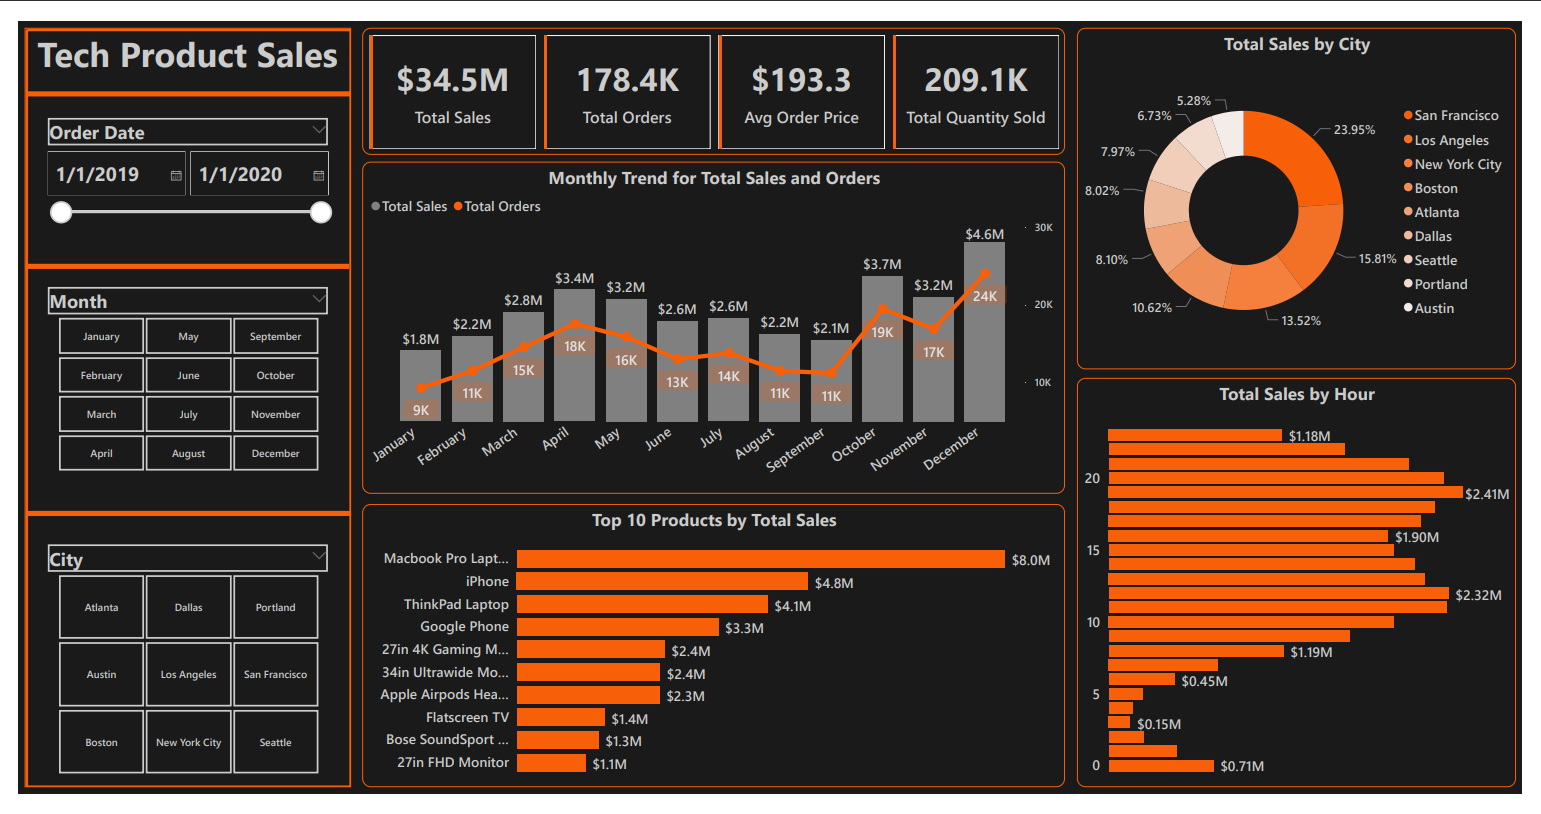 Tech Product Sales
Order Date
1/1/2019
1/1/2020
Month
January
May
September
February
June
October
March
July
November
April
August
December
City
Atlanta
Dallas
Portland
Austin
Los Angeles
San Francisco
Boston
New York City
Seattle
$34.5M
Total Sales
178.4K
Total Orders
$193.3
Avg Order Price
209.1K
Total Quantity Sold
Monthly Trend for Total Sales and Orders
Total Sales
Total Orders
$1.8M
$2.2M
$2.8M
$3.4M
$3.2M
$2.6M
$2.6M
$2.2M
$2.1M
$3.7M
$3.2M
$4.6M
9K
11K
15K
18K
16K
13K
14K
11K
11K
19K
17K
24K
30K
20K
10K
January
February
March
April
May
June
July
August
September
October
November
December
Top 10 Products by Total Sales
Macbook Pro Lapt...
$8.0M
iPhone
$4.8M
ThinkPad Laptop
$4.1M
Google Phone
$3.3M
27in 4K Gaming M...
$2.4M
34in Ultrawide Mo...
$2.4M
Apple Airpods Hea...
$2.3M
Flatscreen TV
$1.4M
Bose SoundSport ...
$1.3M
27in FHD Monitor
$1.1M
Total Sales by City
23.95%
15.81%
13.52%
10.62%
8.10%
8.02%
7.97%
6.73%
5.28%
San Francisco
Los Angeles
New York City
Boston
Atlanta
Dallas
Seattle
Portland
Austin
Total Sales by Hour
$1.18M
20
$2.41M
$1.90M
15
$2.32M
10
$1.19M
$0.45M
5
$0.15M
0
$0.71M